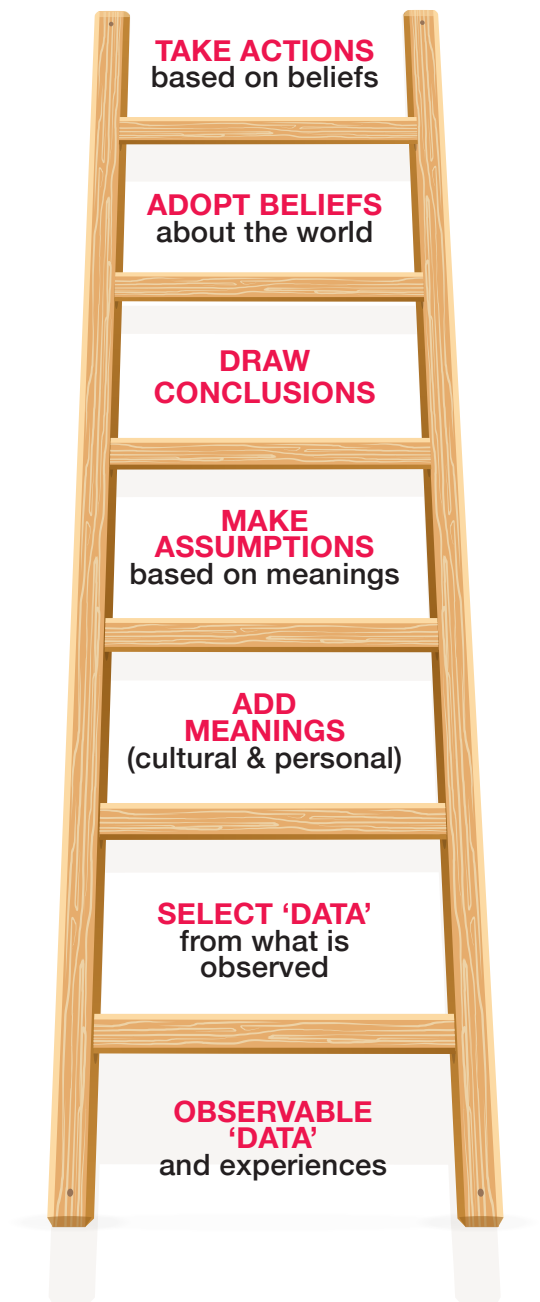 TAKE ACTIONS
based on beliefs
ADOPT BELIEFS
about the world
DRAW
CONCLUSIONS
MAKE
ASSUMPTIONS
based on meanings
ADD
MEANINGS
(cultural & personal)
SELECT ‘DATA’
from what is
observed
OBSERVABLE
‘DATA’
and experiences